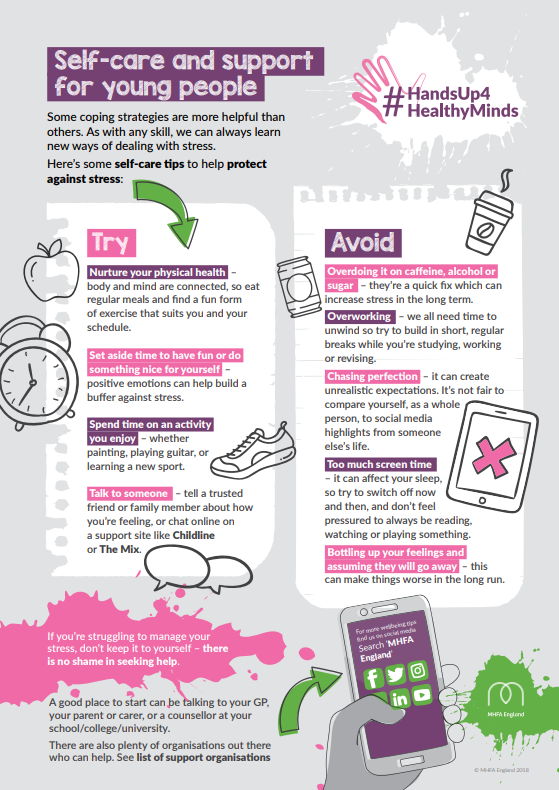 Self-care and support
for young people
#HandsUp4
HealthyMinds
Some coping strategies are more helpful than
others. As with any skill, we can always learn
new ways of dealing with stress.
Here's some self-care tips to help protect
against stress:
Try
Nurture your physical health –
body and mind are connected, so eat
regular meals and find a fun form
of exercise that suits you and your
schedule.
Set aside time to have fun or do
something nice for yourself –
positive emotions can help build a
buffer against stress.
Spend time on an activity
you enjoy – whether
painting, playing guitar, or
learning a new sport.
Talk to someone – tell a trusted
friend or family member about how
you're feeling, or chat online on
a support site like Childline
or The Mix.
Avoid
Overdoing it on caffeine, alcohol or
sugar – they're a quick fix which can
increase stress in the long term.
Overworking – we all need time to
unwind so try to build in short, regular
breaks while you're studying, working
or revising.
Chasing perfection – it can create
unrealistic expectations. It's not fair to
compare yourself, as a whole
person, to social media
highlights from someone
else's life.
Too much screen time
– it can affect your sleep,
so try to switch off now
and then, and don't feel
pressured to always be reading,
watching or playing something.
Bottling up your feelings and
assuming they will go away – this
can make things worse in the long run.
If you're struggling to manage your
stress, don't keep it to yourself – there
is no shame in seeking help.
A good place to start can be talking to your GP,
your parent or carer, or a counsellor at your
school/college/university.
There are also plenty of organisations out there
who can help. See list of support organisations
For more wellbeing tips
find us on social media
Search 'MHFA
England'
MHFA England
© MHFA England 2018